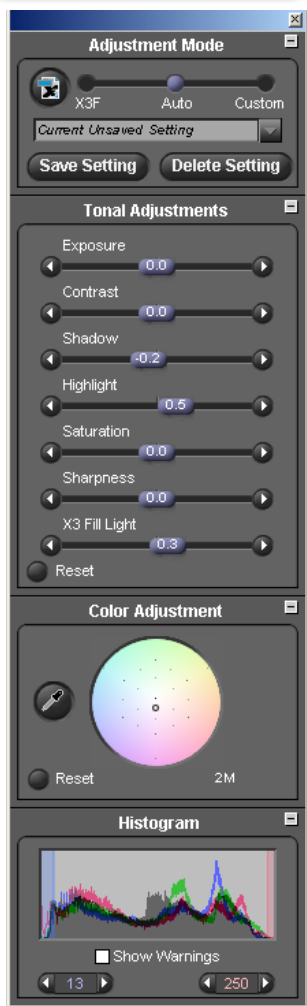 Adjustment Mode
X3F Auto Custom
Current Unsaved Setting
Save Setting Delete Setting
Tonal Adjustments
Exposure
0.0
Contrast
0.0
Shadow
-0.2
Highlight
0.5
Saturation
0.0
Sharpness
0.0
X3 Fill Light
0.3
Reset
Color Adjustment
Reset 2M
Histogram
Show Warnings
13 250